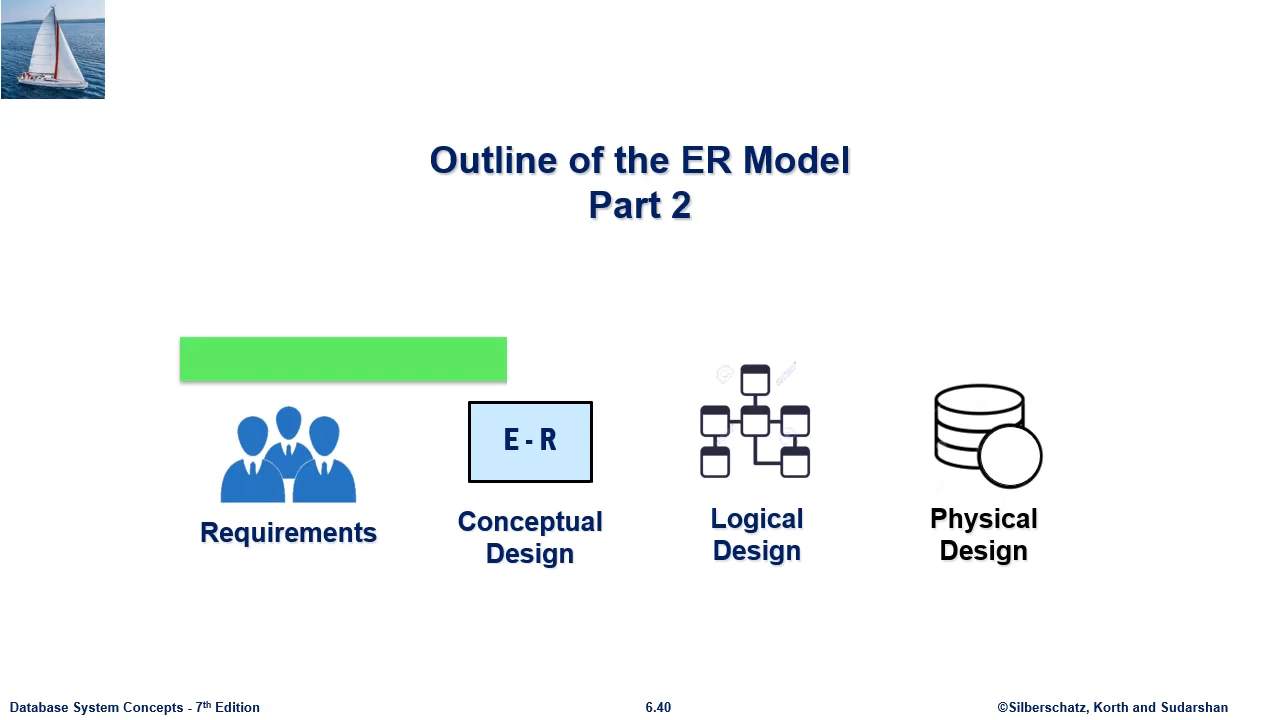 Outline of the ER Model
Part 2
E - R
Requirements
Conceptual
Design
Logical
Design
Physical
Design
Database System Concepts - 7th Edition
6.40
©Silberschatz, Korth and Sudarshan